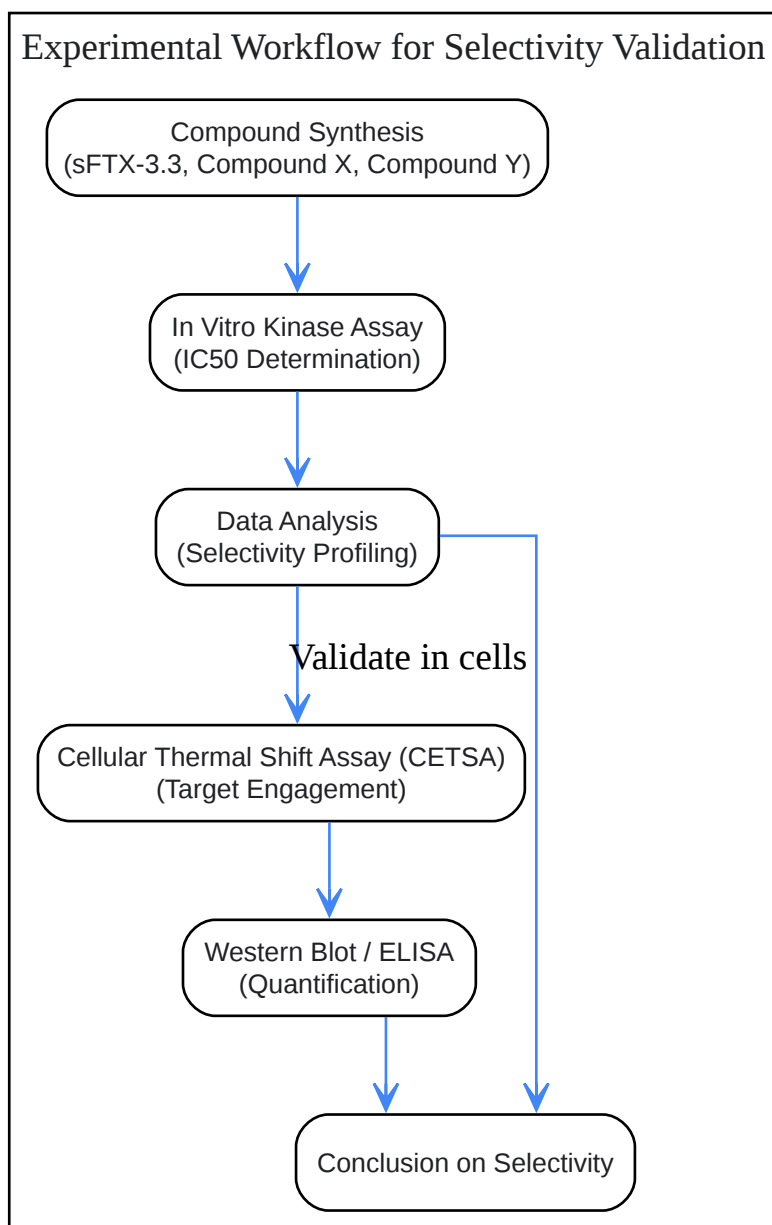 Experimental Workflow for Selectivity Validation
Compound Synthesis
(sFTX-3.3, Compound X, Compound Y)
In Vitro Kinase Assay
(IC50 Determination)
Data Analysis
(Selectivity Profiling)
Validate in cells
Cellular Thermal Shift Assay (CETSA)
(Target Engagement)
Western Blot / ELISA
(Quantification)
Conclusion on Selectivity